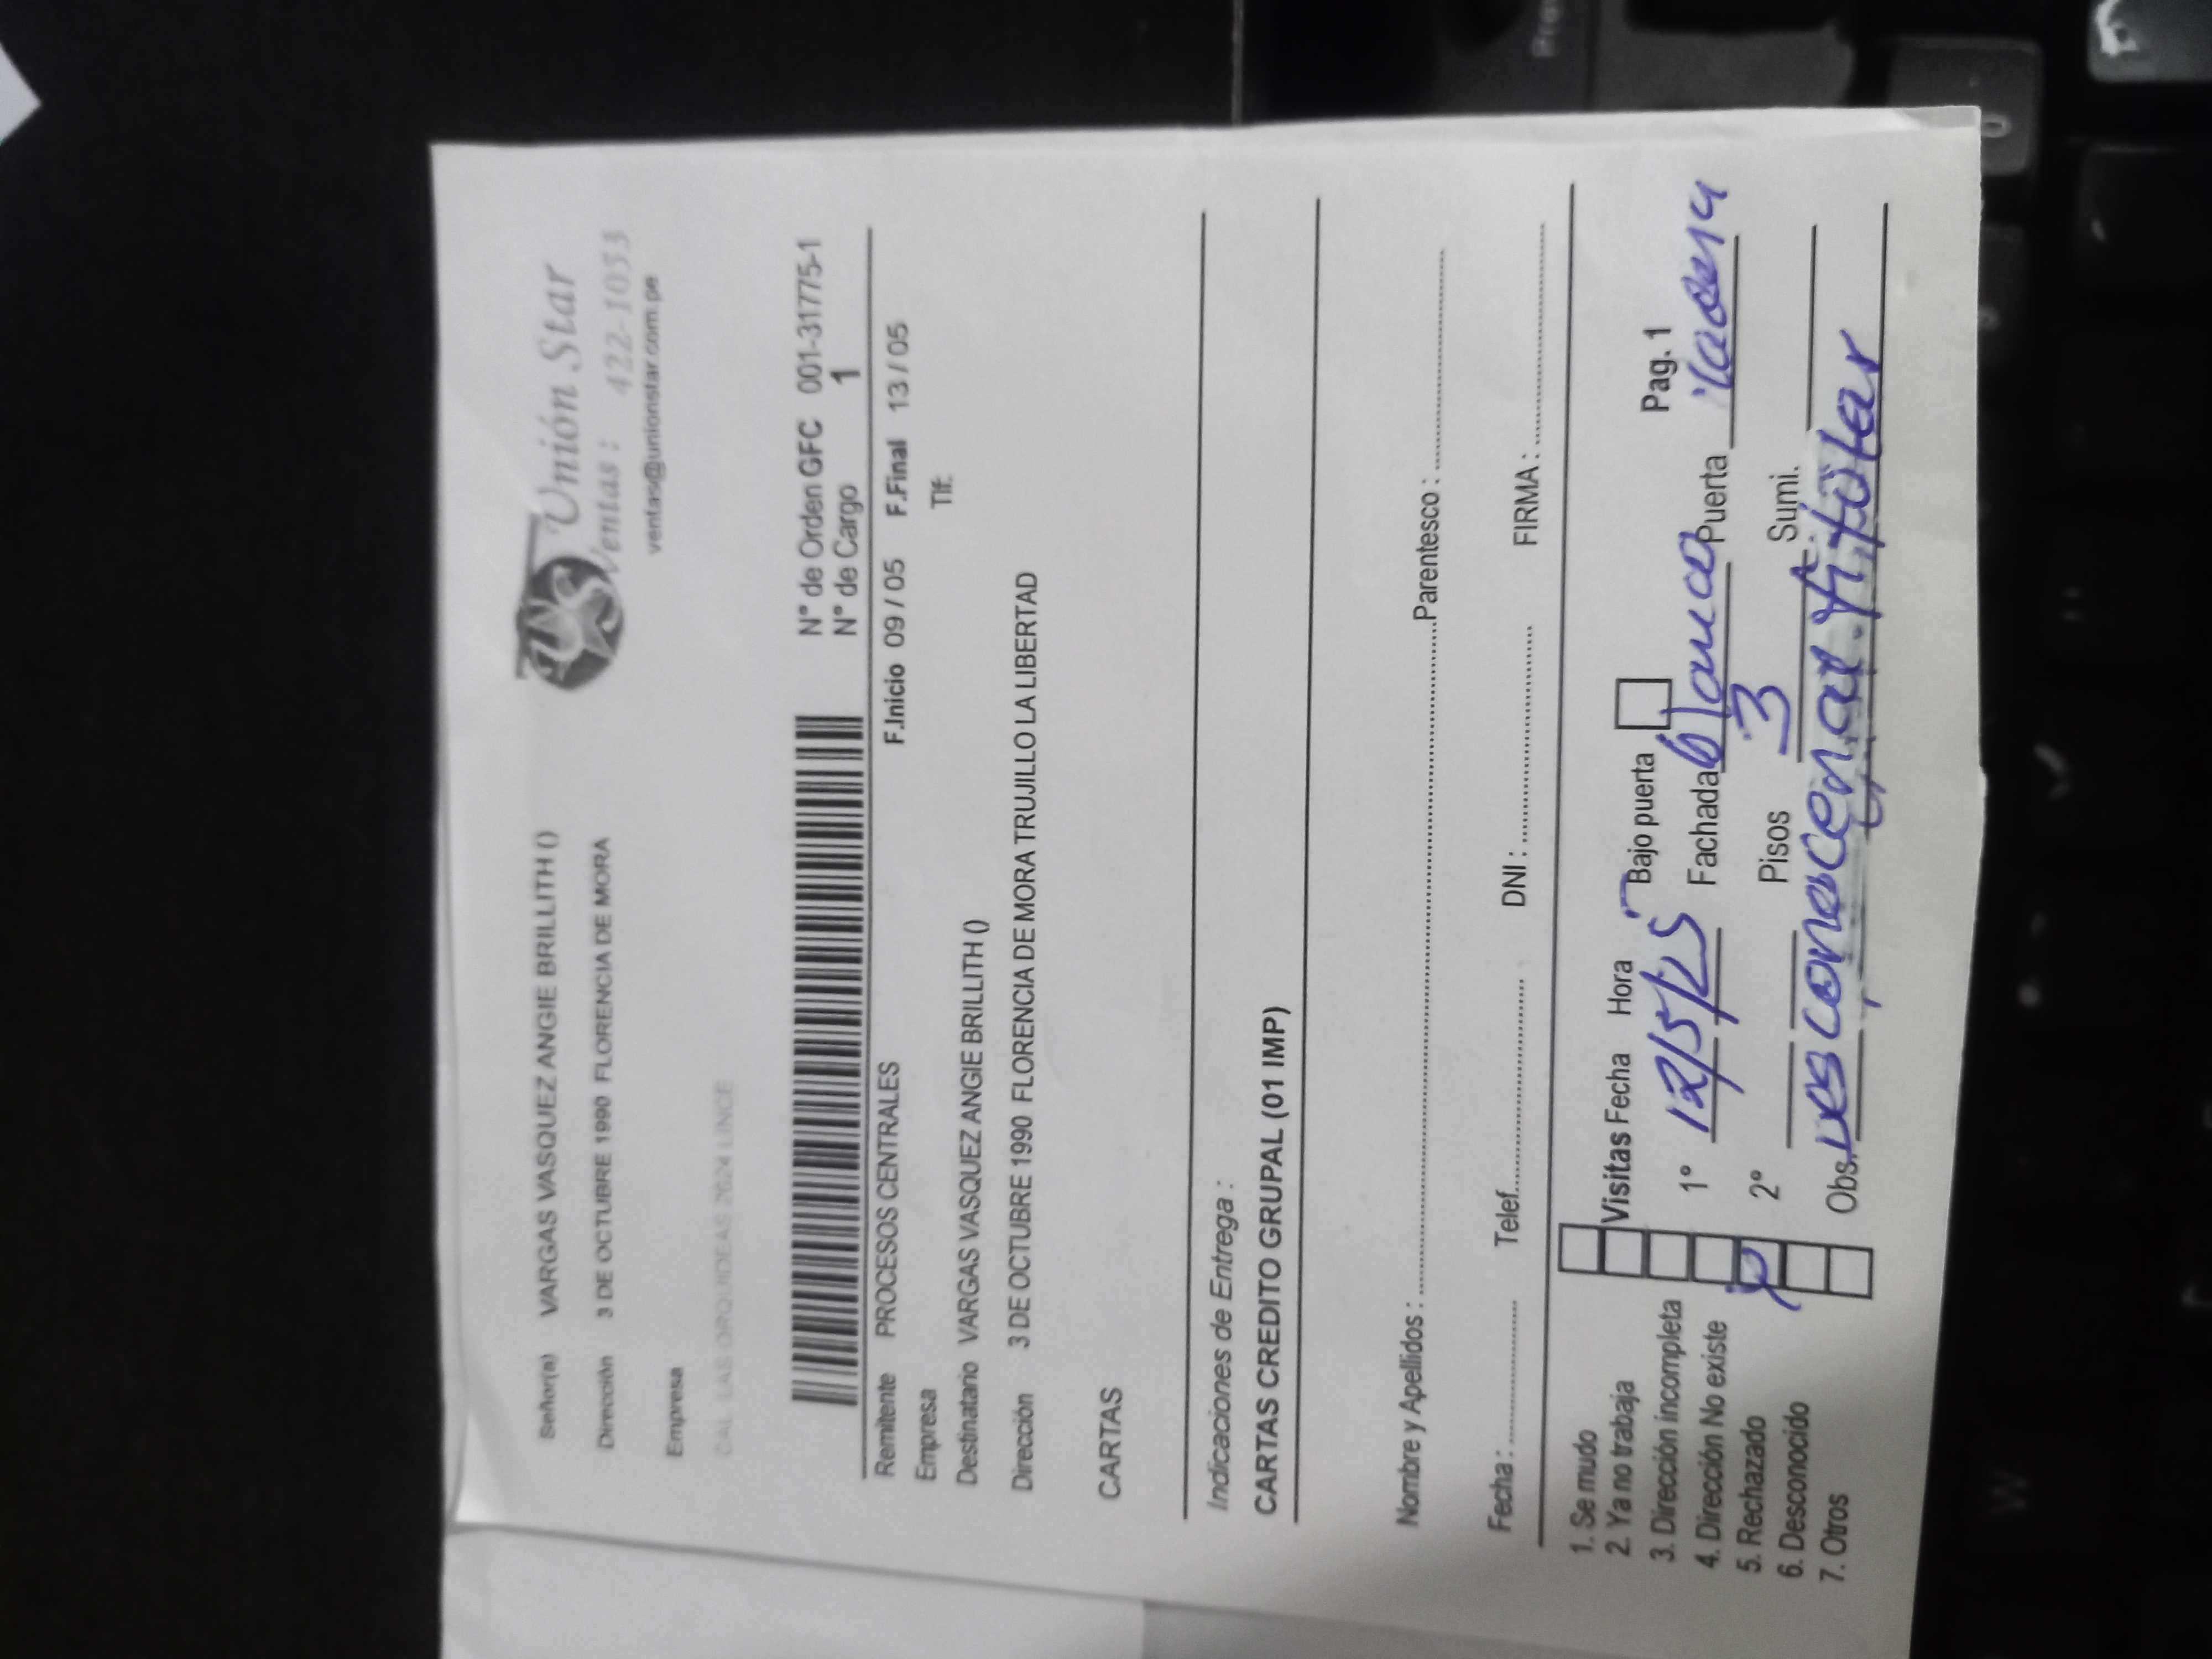 Señor(a) VARGAS VASQUEZ ANGIE BRILLITH ()
Dirección 3 DE OCTUBRE 1990 FLORENCIA DE MORA
Empresa
CAL LAS ORQUIDEAS 2624 LINCE
Unión Star
Ventas : 422-1053
ventas@unionstar.com.pe
N° de Orden GFC 001-31775-1
N° de Cargo 1
Remitente PROCESOS CENTRALES F.Inicio 09 / 05 F.Final 13 / 05
Empresa Tlf:
Destinatario VARGAS VASQUEZ ANGIE BRILLITH ()
Dirección 3 DE OCTUBRE 1990 FLORENCIA DE MORA TRUJILLO LA LIBERTAD
CARTAS
Indicaciones de Entrega :
CARTAS CREDITO GRUPAL (01 IMP)
Nombre y Apellidos : Parentesco :
Fecha : Telef. DNI : FIRMA :
1. Se mudo
2. Ya no trabaja
3. Dirección incompleta
4. Dirección No existe
5. Rechazado
6. Desconocido
7. Otros
Visitas Fecha Hora Bajo puerta Pag. 1
1° 12/5/25 Fachada blanco Puerta
2° Pisos 3 Sumi.
Obs. Desconocen al titular